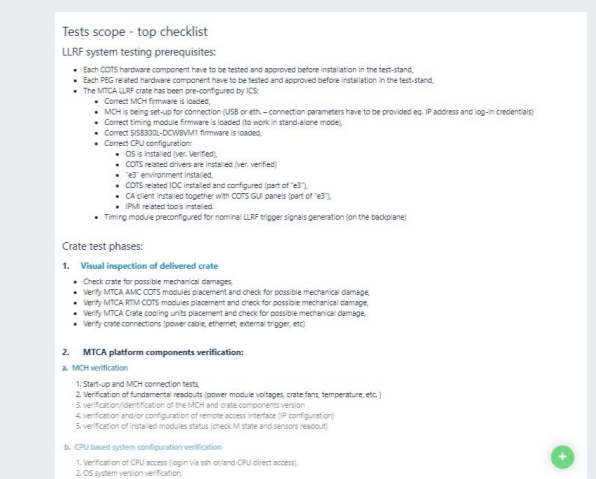 Tests scope - top checklist
LLRF system testing prerequisites:
• Each COTS hardware component have to be tested and approved before installation in the test-stand,
• Each PEG related hardware component have to be tested and approved before installation in the test-stand,
• The MTCA LLRF crate has been pre-configured by ICS:
• Correct MCH firmware is loaded,
• MCH is being set-up for connection (USB or eth. – connection parameters have to be provided eq. IP address and log-in credentials)
• Correct timing module firmware is loaded (to work in stand-alone mode),
• Correct SIS8300L-DCWBVM1 firmware is loaded,
• Correct CPU configuration:
• OS is installed (ver. Verified),
• COTS related drivers are installed (ver. verified)
• "e3" environment installed,
• COTS related IOC installed and configured (part of "e3"),
• CA client installed together with COTS GUI panels (part of "e3"),
• IPMI related tools installed.
• Timing module preconfigured for nominal LLRF trigger signals generation (on the backplane)
Crate test phases:
1. Visual inspection of delivered crate
• Check crate for possible mechanical damages,
• Verify MTCA AMC COTS modules placement and check for possible mechanical damage,
• Verify MTCA RTM COTS modules placement and check for possible mechanical damage,
• Verify MTCA Crate cooling units placement and check for possible mechanical damage,
• Verify crate connections (power cable, ethernet, external trigger, etc)
2. MTCA platform components verification:
a. MCH verification
1. Start-up and MCH connection tests,
2. Verification of fundamental readouts (power module voltages, crate fans, temperature, etc. )
3. verification/identification of the MCH and crate components version
4. verification and/or configuration of remote access interface (IP configuration)
5. verification of installed modules status (check M state and sensors readout)
b. CPU based system configuration verification
1. Verification of CPU access (login via ssh or/and CPU direct access),
2. OS system version verification,
+